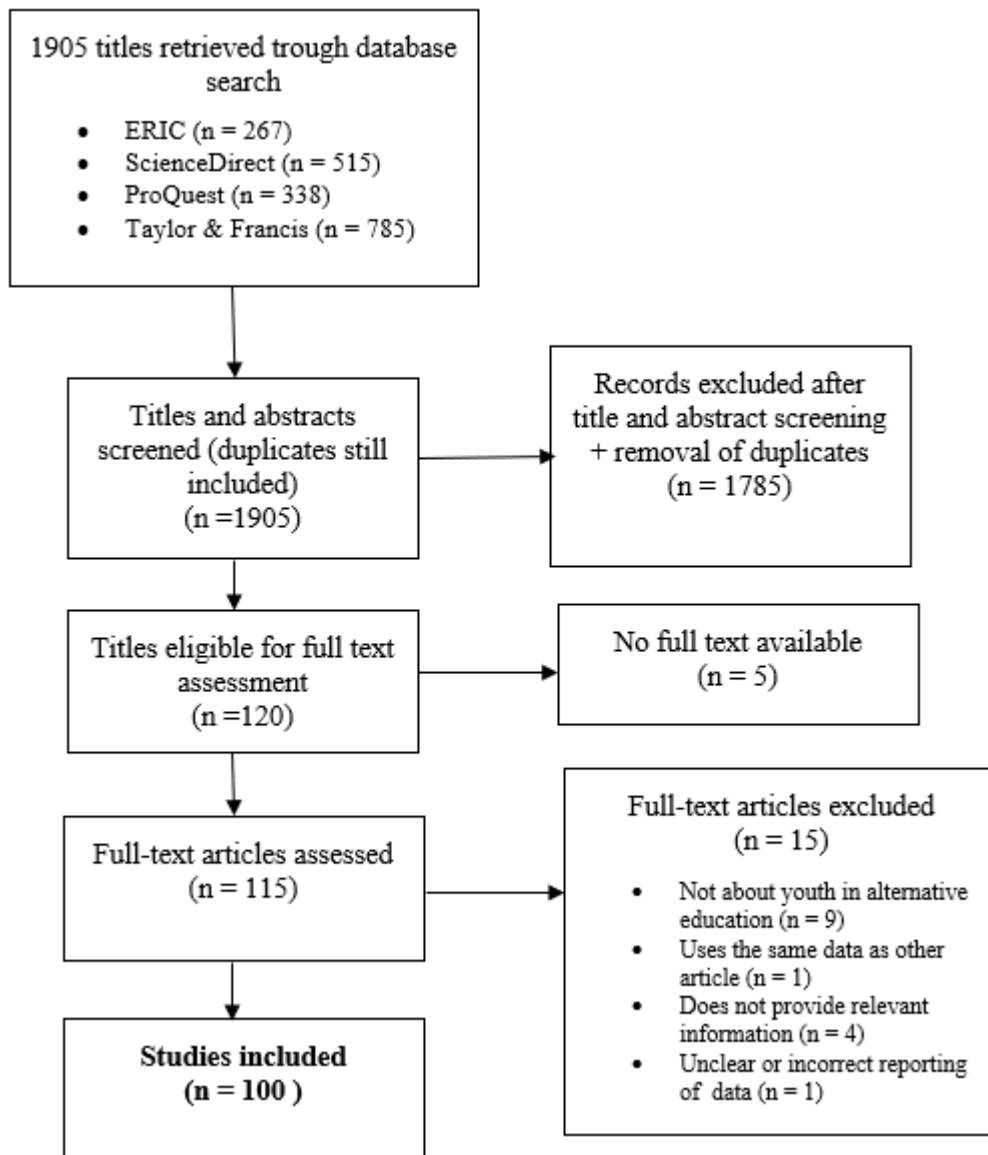 1905 titles retrieved trough database
search
• ERIC (n = 267)
• ScienceDirect (n = 515)
• ProQuest (n = 338)
• Taylor & Francis (n = 785)
Titles and abstracts
screened (duplicates still
included)
(n =1905)
Records excluded after
title and abstract screening
+ removal of duplicates
(n = 1785)
Titles eligible for full text
assessment
(n =120)
No full text available
(n = 5)
Full-text articles assessed
(n = 115)
Full-text articles excluded
(n = 15)
• Not about youth in alternative
education (n = 9)
• Uses the same data as other
article (n = 1)
• Does not provide relevant
information (n = 4)
• Unclear or incorrect reporting
of data (n = 1)
Studies included
(n = 100 )